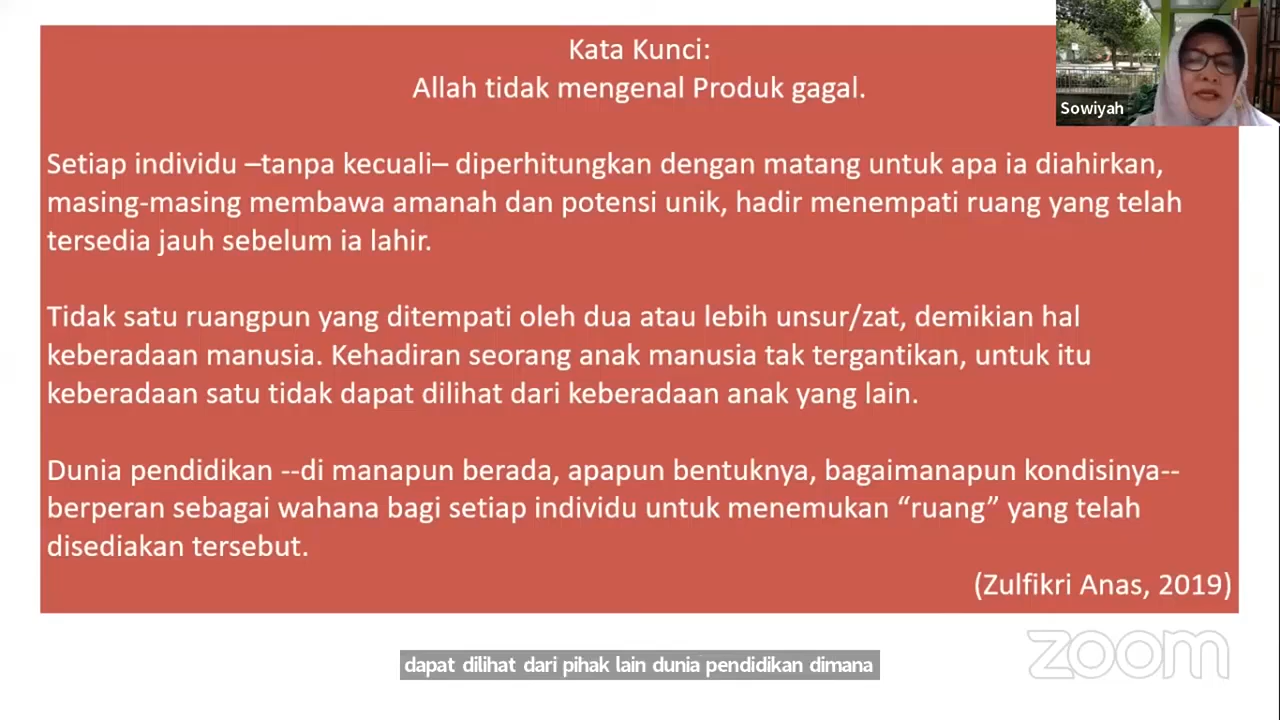 Kata Kunci:
Allah tidak mengenal Produk gagal.
Sowiyah
Setiap individu –tanpa kecuali– diperhitungkan dengan matang untuk apa ia diahirkan,
masing-masing membawa amanah dan potensi unik, hadir menempati ruang yang telah
tersedia jauh sebelum ia lahir.
Tidak satu ruangpun yang ditempati oleh dua atau lebih unsur/zat, demikian hal
keberadaan manusia. Kehadiran seorang anak manusia tak tergantikan, untuk itu
keberadaan satu tidak dapat dilihat dari keberadaan anak yang lain.
Dunia pendidikan --di manapun berada, apapun bentuknya, bagaimanapun kondisinya--
berperan sebagai wahana bagi setiap individu untuk menemukan “ruang” yang telah
disediakan tersebut.
(Zulfikri Anas, 2019)
zoom
dapat dilihat dari pihak lain dunia pendidikan dimana